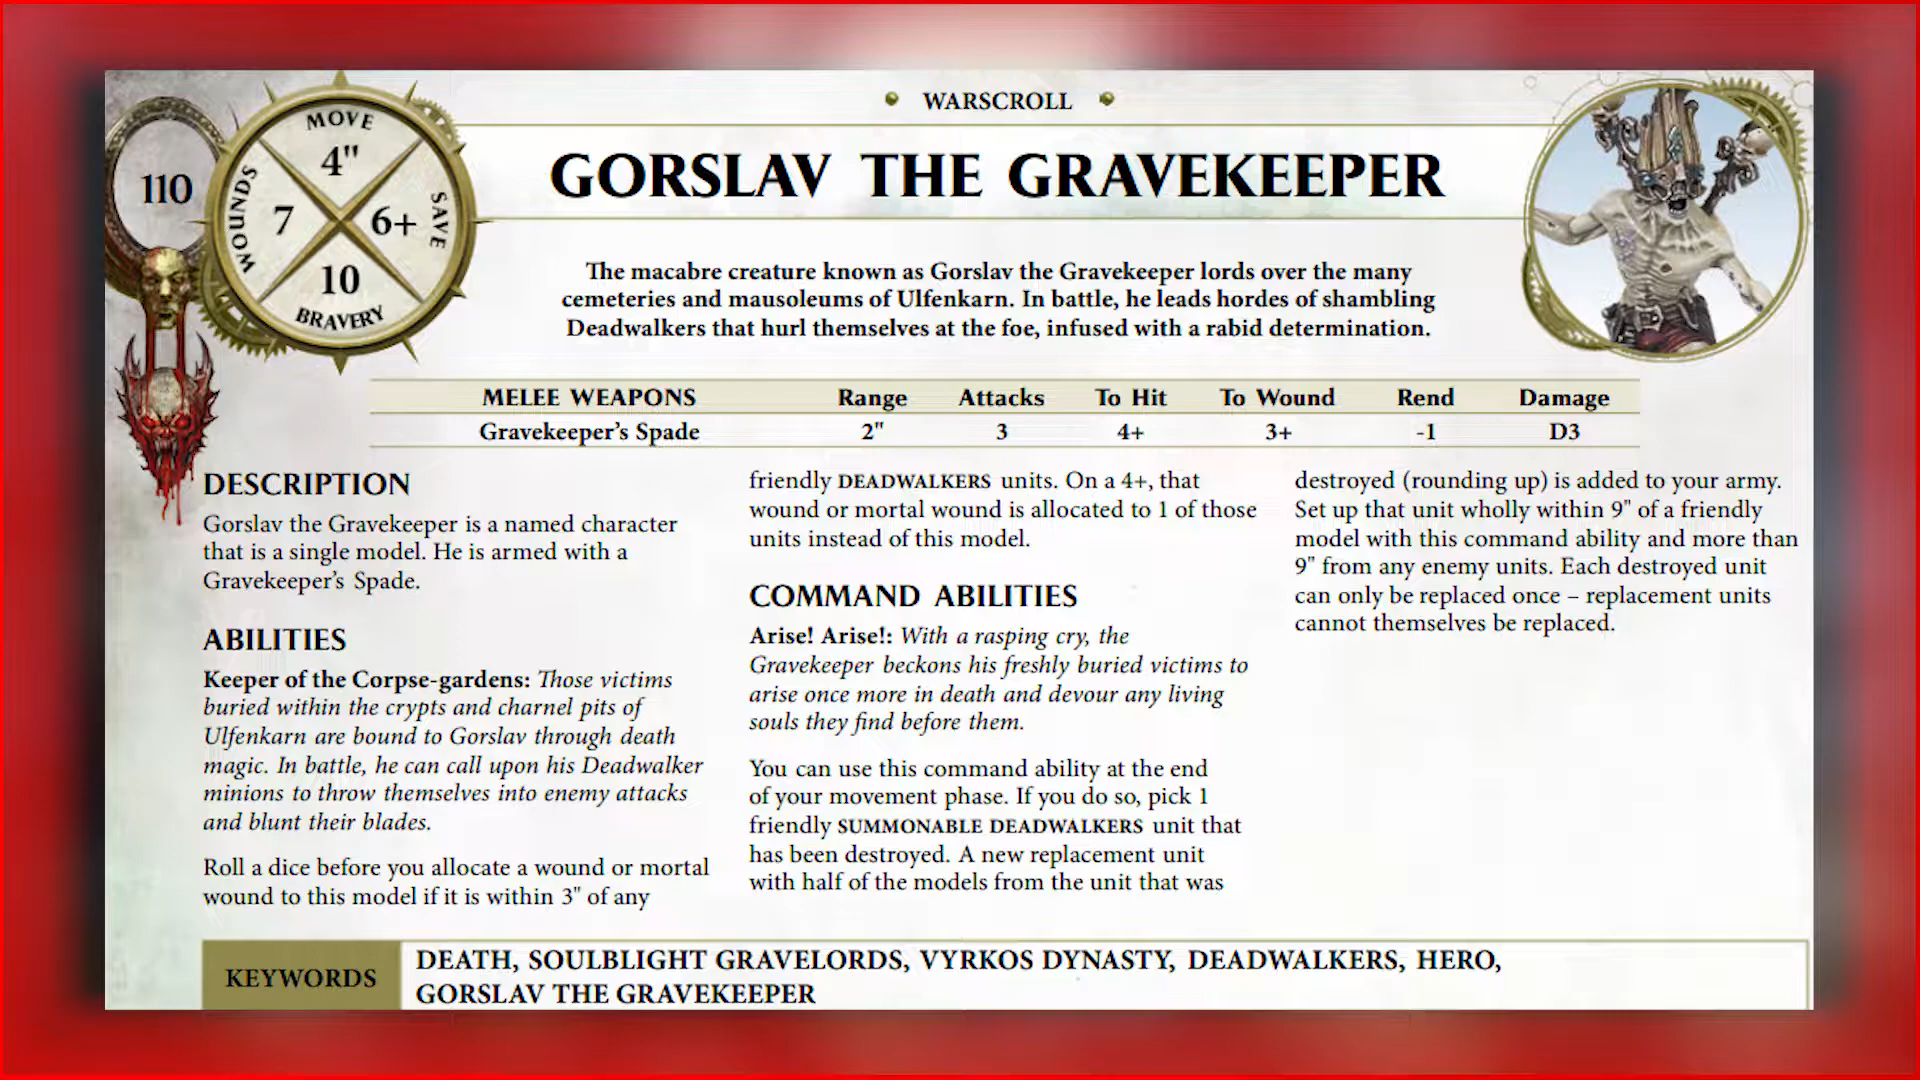 WARSCROLL
110
MOVE
4"
WOUNDS
7
6+
SAVE
10
BRAVERY
GORSLAV THE GRAVEKEEPER
The macabre creature known as Gorslav the Gravekeeper lords over the many
cemeteries and mausoleums of Ulfenkarn. In battle, he leads hordes of shambling
Deadwalkers that hurl themselves at the foe, infused with a rabid determination.
MELEE WEAPONS Range Attacks To Hit To Wound Rend Damage
Gravekeeper's Spade 2" 3 4+ 3+ -1 D3
DESCRIPTION
Gorslav the Gravekeeper is a named character
that is a single model. He is armed with a
Gravekeeper's Spade.
ABILITIES
Keeper of the Corpse-gardens: Those victims
buried within the crypts and charnel pits of
Ulfenkarn are bound to Gorslav through death
magic. In battle, he can call upon his Deadwalker
minions to throw themselves into enemy attacks
and blunt their blades.
Roll a dice before you allocate a wound or mortal
wound to this model if it is within 3" of any
friendly DEADWALKERS units. On a 4+, that
wound or mortal wound is allocated to 1 of those
units instead of this model.
COMMAND ABILITIES
Arise! Arise!: With a rasping cry, the
Gravekeeper beckons his freshly buried victims to
arise once more in death and devour any living
souls they find before them.
You can use this command ability at the end
of your movement phase. If you do so, pick 1
friendly SUMMONABLE DEADWALKERS unit that
has been destroyed. A new replacement unit
with half of the models from the unit that was
destroyed (rounding up) is added to your army.
Set up that unit wholly within 9" of a friendly
model with this command ability and more than
9" from any enemy units. Each destroyed unit
can only be replaced once – replacement units
cannot themselves be replaced.
KEYWORDS
DEATH, SOULBLIGHT GRAVELORDS, VYRKOS DYNASTY, DEADWALKERS, HERO,
GORSLAV THE GRAVEKEEPER